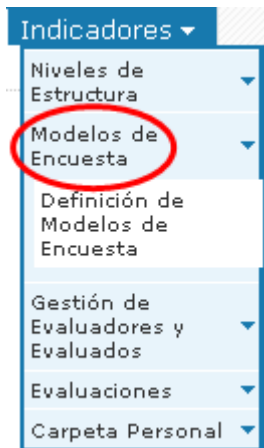 Indicadores
Niveles de
Estructura
Modelos de
Encuesta
Definición de
Modelos de
Encuesta
Gestión de
Evaluadores y
Evaluados
Evaluaciones
Carpeta Personal